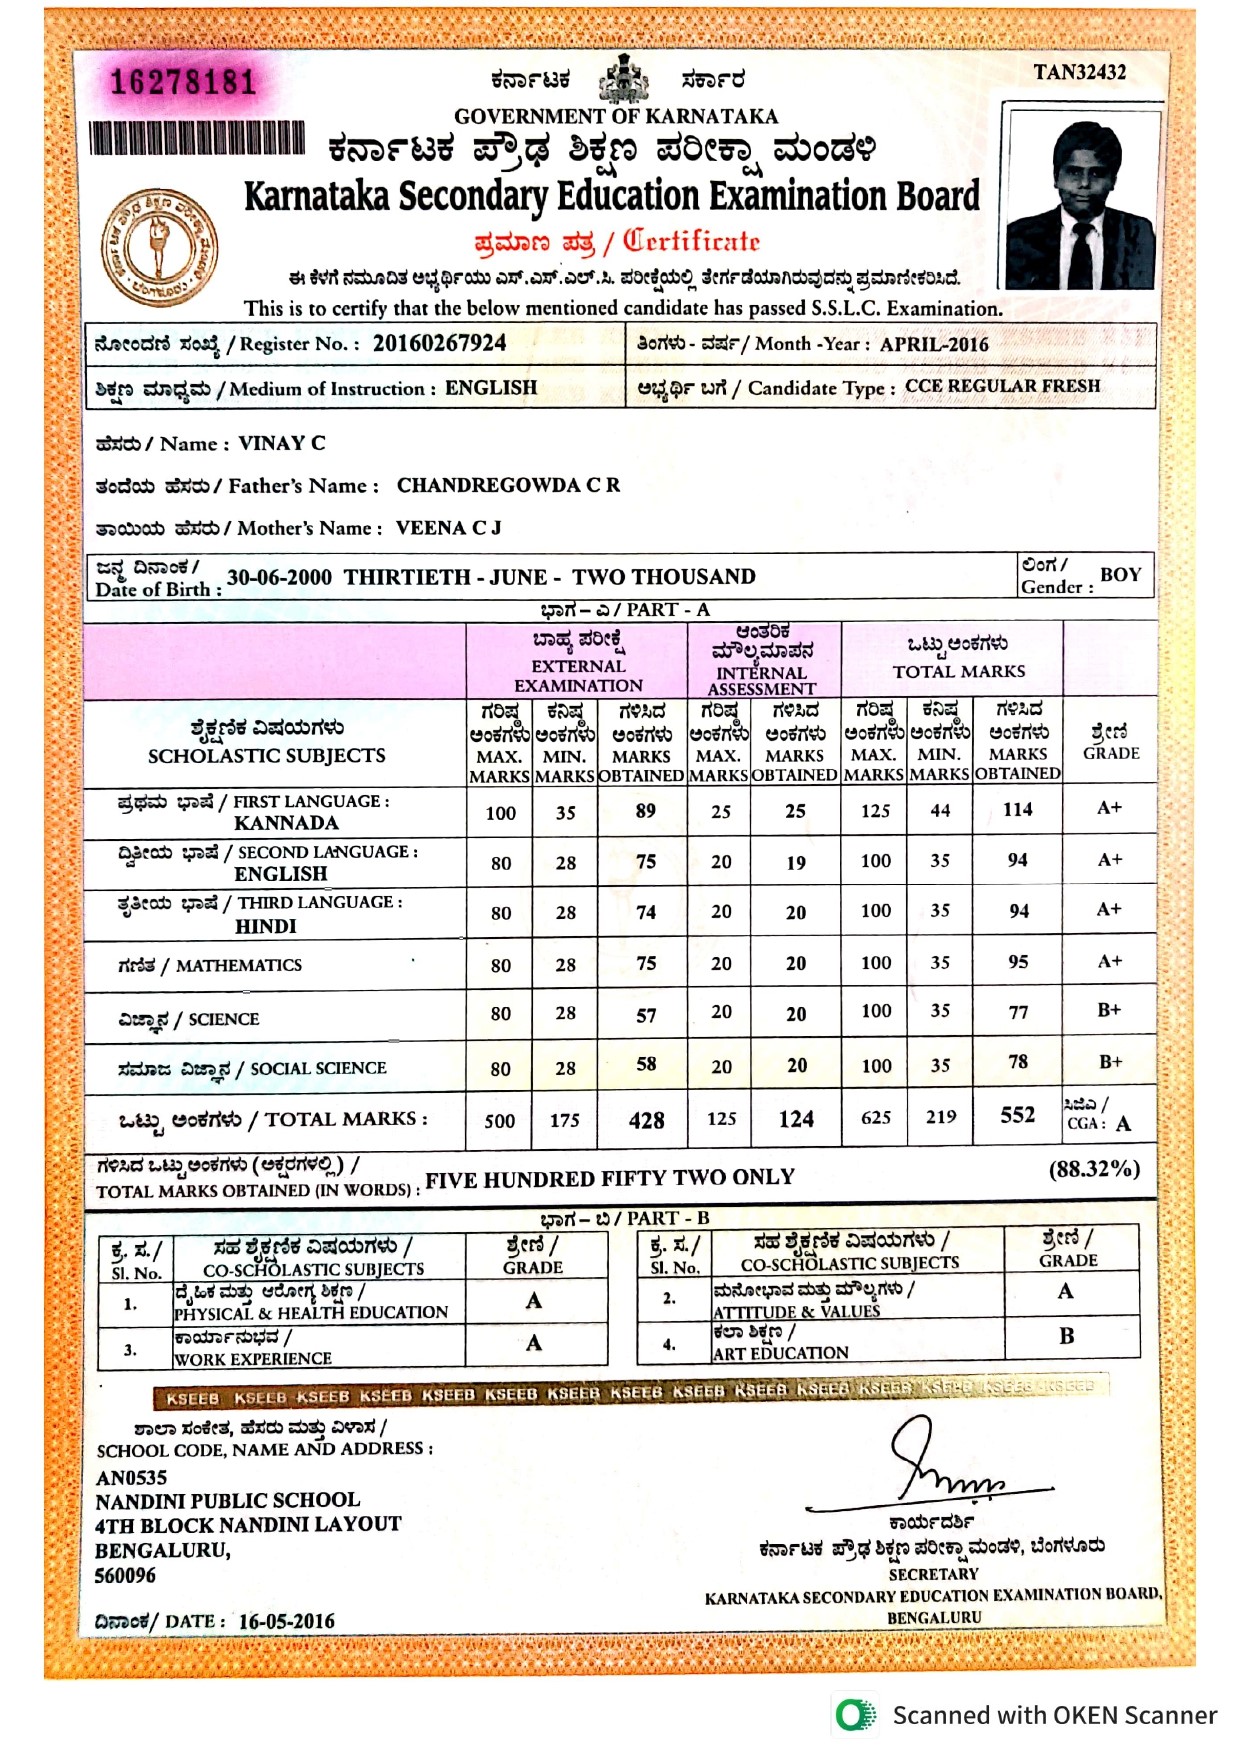 16278181
ಕರ್ನಾಟಕ ಸರ್ಕಾರ
TAN32432
GOVERNMENT OF KARNATAKA
ಕರ್ನಾಟಕ ಪ್ರೌಢ ಶಿಕ್ಷಣ ಪರೀಕ್ಷಾ ಮಂಡಳಿ
Karnataka Secondary Education Examination Board
ಪ್ರಮಾಣ ಪತ್ರ / Certificate
ಈ ಕೆಳಗೆ ನಮೂದಿತ ಅಭ್ಯರ್ಥಿಯು ಎಸ್.ಎಸ್.ಎಲ್.ಸಿ. ಪರೀಕ್ಷೆಯಲ್ಲಿ ತೇರ್ಗಡೆಯಾಗಿರುವುದನ್ನು ಪ್ರಮಾಣೀಕರಿಸಿದೆ.
This is to certify that the below mentioned candidate has passed S.S.L.C. Examination.
ನೋಂದಣಿ ಸಂಖ್ಯೆ / Register No. : 20160267924 ತಿಂಗಳು - ವರ್ಷ / Month -Year : APRIL-2016
ಶಿಕ್ಷಣ ಮಾಧ್ಯಮ / Medium of Instruction : ENGLISH ಅಭ್ಯರ್ಥಿ ಬಗೆ / Candidate Type : CCE REGULAR FRESH
ಹೆಸರು / Name : VINAY C
ತಂದೆಯ ಹೆಸರು / Father's Name : CHANDREGOWDA C R
ತಾಯಿಯ ಹೆಸರು / Mother's Name : VEENA C J
ಜನ್ಮ ದಿನಾಂಕ /
Date of Birth : 30-06-2000 THIRTIETH - JUNE - TWO THOUSAND
ಲಿಂಗ /
Gender : BOY
ಭಾಗ – ಎ / PART - A
ಬಾಹ್ಯ ಪರೀಕ್ಷೆ
EXTERNAL
EXAMINATION
ಆಂತರಿಕ
ಮೌಲ್ಯಮಾಪನ
INTERNAL
ASSESSMENT
ಒಟ್ಟು ಅಂಕಗಳು
TOTAL MARKS
ಶೈಕ್ಷಣಿಕ ವಿಷಯಗಳು
SCHOLASTIC SUBJECTS
ಗರಿಷ್ಠ ಕನಿಷ್ಠ ಗಳಿಸಿದ ಗರಿಷ್ಠ ಗಳಿಸಿದ ಗರಿಷ್ಠ ಕನಿಷ್ಠ ಗಳಿಸಿದ
ಅಂಕಗಳು ಅಂಕಗಳು ಅಂಕಗಳು ಅಂಕಗಳು ಅಂಕಗಳು ಅಂಕಗಳು ಅಂಕಗಳು ಅಂಕಗಳು ಶ್ರೇಣಿ
MAX. MIN. MARKS MAX. MARKS MAX. MIN. MARKS GRADE
MARKS MARKS OBTAINED MARKS OBTAINED MARKS MARKS OBTAINED
ಪ್ರಥಮ ಭಾಷೆ / FIRST LANGUAGE :
KANNADA 100 35 89 25 25 125 44 114 A+
ದ್ವಿತೀಯ ಭಾಷೆ / SECOND LANGUAGE :
ENGLISH 80 28 75 20 19 100 35 94 A+
ತೃತೀಯ ಭಾಷೆ / THIRD LANGUAGE :
HINDI 80 28 74 20 20 100 35 94 A+
ಗಣಿತ / MATHEMATICS 80 28 75 20 20 100 35 95 A+
ವಿಜ್ಞಾನ / SCIENCE 80 28 57 20 20 100 35 77 B+
ಸಮಾಜ ವಿಜ್ಞಾನ / SOCIAL SCIENCE 80 28 58 20 20 100 35 78 B+
ಒಟ್ಟು ಅಂಕಗಳು / TOTAL MARKS : 500 175 428 125 124 625 219 552 ಸಿಜಿಎ / CGA : A
ಗಳಿಸಿದ ಒಟ್ಟು ಅಂಕಗಳು (ಅಕ್ಷರಗಳಲ್ಲಿ) /
TOTAL MARKS OBTAINED (IN WORDS) : FIVE HUNDRED FIFTY TWO ONLY (88.32%)
ಭಾಗ – ಬಿ / PART - B
ಕ್ರ. ಸ./ ಸಹ ಶೈಕ್ಷಣಿಕ ವಿಷಯಗಳು / ಶ್ರೇಣಿ / ಕ್ರ. ಸ./ ಸಹ ಶೈಕ್ಷಣಿಕ ವಿಷಯಗಳು / ಶ್ರೇಣಿ /
Sl. No. CO-SCHOLASTIC SUBJECTS GRADE Sl. No. CO-SCHOLASTIC SUBJECTS GRADE
1. ದೈಹಿಕ ಮತ್ತು ಆರೋಗ್ಯ ಶಿಕ್ಷಣ /
PHYSICAL & HEALTH EDUCATION A
2. ಮನೋಭಾವ ಮತ್ತು ಮೌಲ್ಯಗಳು /
ATTITUDE & VALUES A
3. ಕಾರ್ಯಾನುಭವ /
WORK EXPERIENCE A
4. ಕಲಾ ಶಿಕ್ಷಣ /
ART EDUCATION B
KSEEB KSEEB KSEEB KSEEB KSEEB KSEEB KSEEB KSEEB KSEEB KSEEB KSEEB KSEEB KSEEB KSEEB KSEEB
ಶಾಲಾ ಸಂಕೇತ, ಹೆಸರು ಮತ್ತು ವಿಳಾಸ /
SCHOOL CODE, NAME AND ADDRESS :
AN0535
NANDINI PUBLIC SCHOOL
4TH BLOCK NANDINI LAYOUT
BENGALURU,
560096
ದಿನಾಂಕ/ DATE : 16-05-2016
ಕಾರ್ಯದರ್ಶಿ
ಕರ್ನಾಟಕ ಪ್ರೌಢ ಶಿಕ್ಷಣ ಪರೀಕ್ಷಾ ಮಂಡಳಿ, ಬೆಂಗಳೂರು
SECRETARY
KARNATAKA SECONDARY EDUCATION EXAMINATION BOARD,
BENGALURU
Scanned with OKEN Scanner